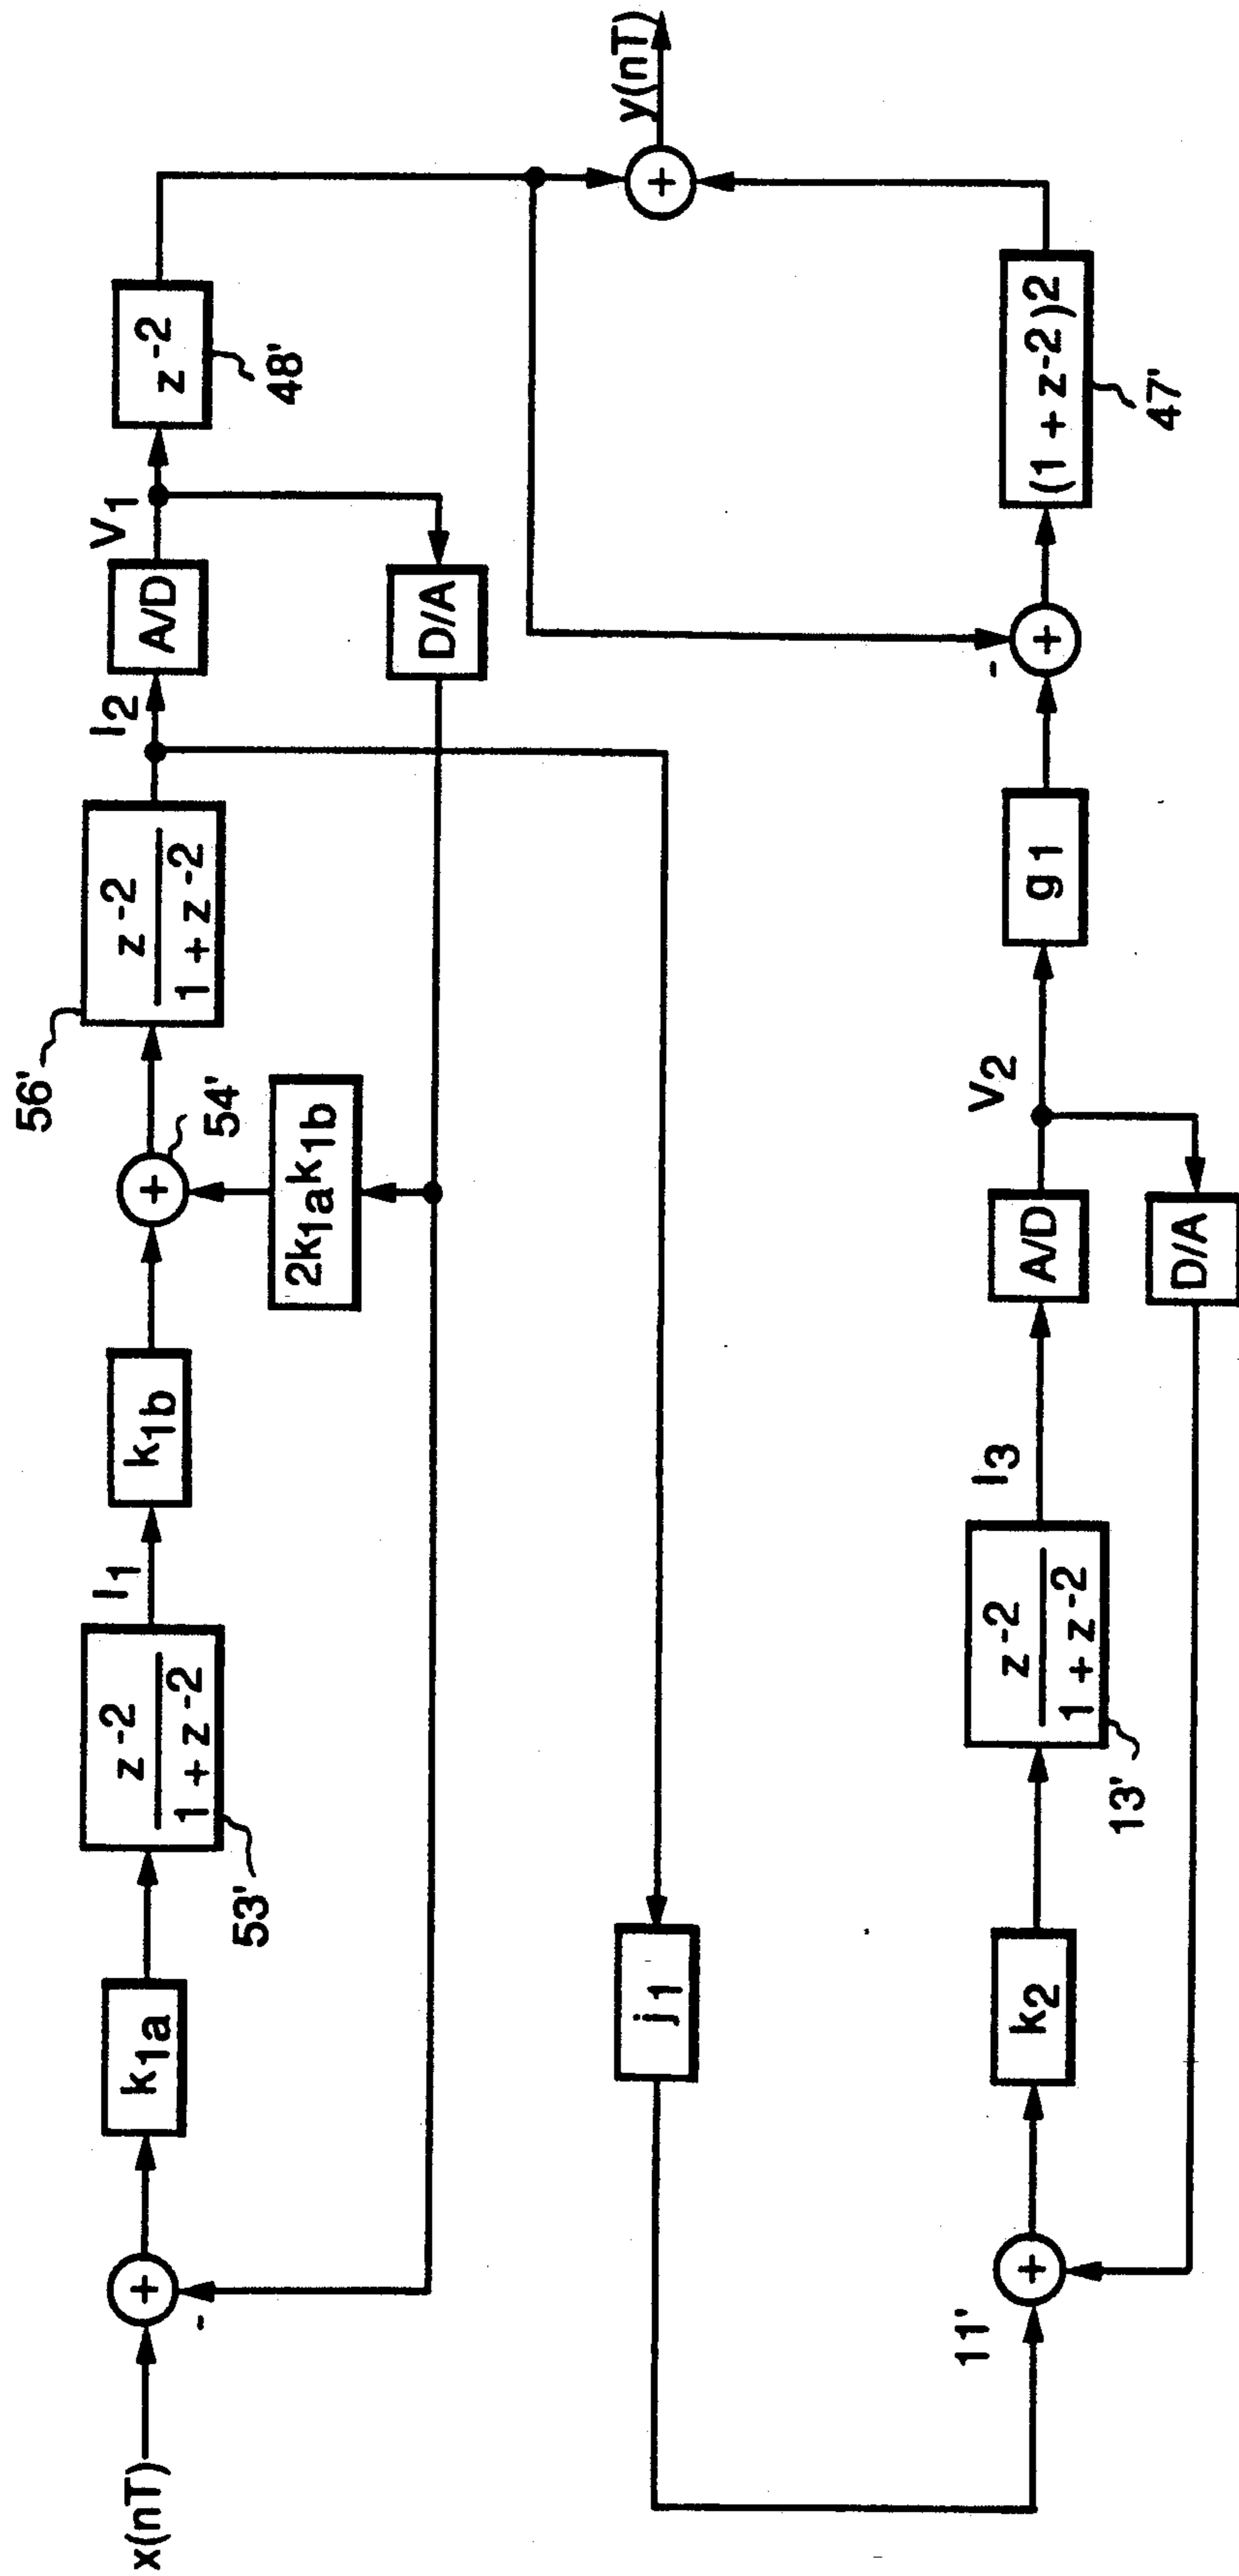 x(nT)
+
-
k1a
z-2
1 + z-2
53'
I1
k1b
+
54'
2k1ak1b
z-2
1 + z-2
56'
I2
A/D
V1
D/A
z-2
48'
+
y(nT)
j1
11'
+
k2
z-2
1 + z-2
13'
I3
A/D
V2
D/A
g1
+
-
(1 + z-2)2
47'